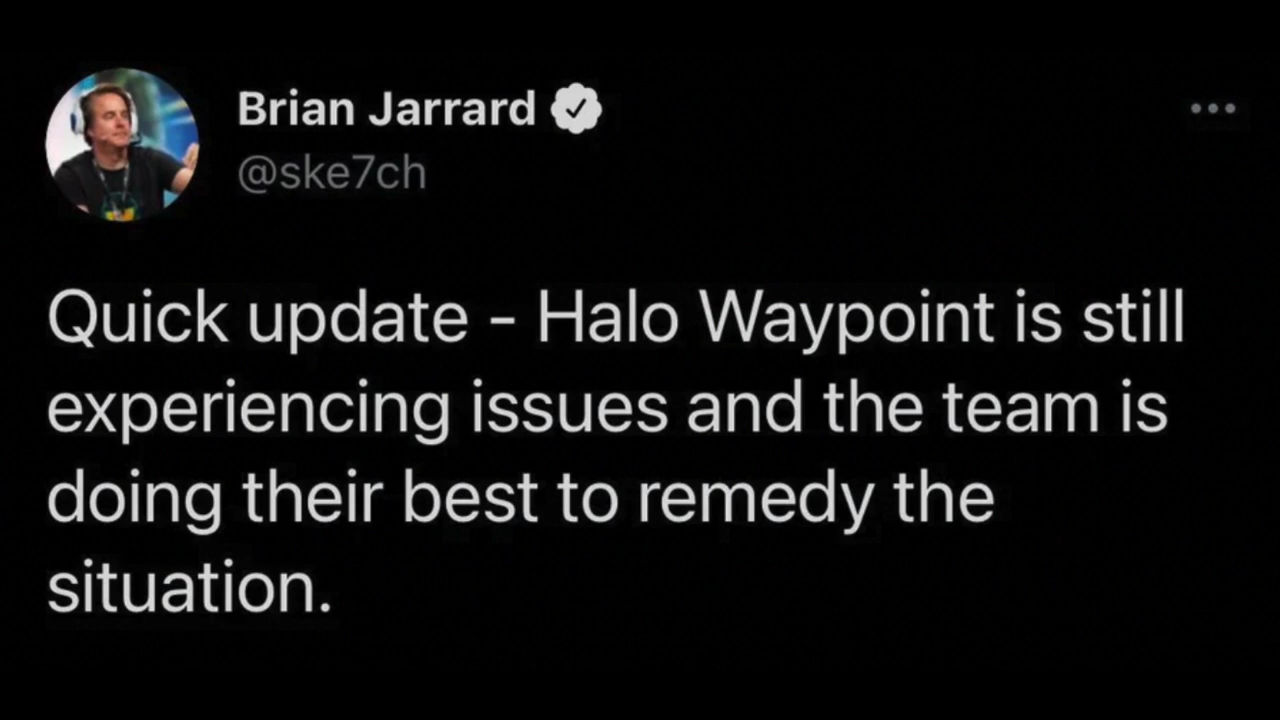 Brian Jarrard
@ske7ch
Quick update - Halo Waypoint is still
experiencing issues and the team is
doing their best to remedy the
situation.